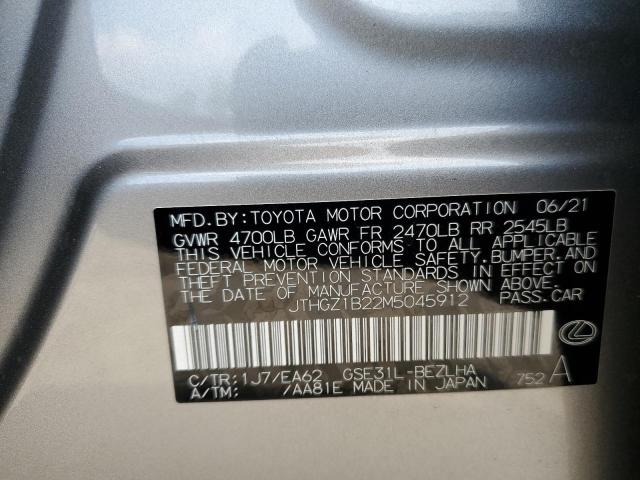 MFD.BY:TOYOTA MOTOR CORPORATION 06/21
GVWR 4700LB GAWR FR 2470LB RR 2545LB
THIS VEHICLE CONFORMS TO ALL APPLICABLE
FEDERAL MOTOR VEHICLE SAFETY,BUMPER,AND
THEFT PREVENTION STANDARDS IN EFFECT ON
THE DATE OF MANUFACTURE SHOWN ABOVE.
JTHGZ1B22M5045912 PASS.CAR
C/TR:1J7/EA62 GSE31L-BEZLHA
A/TM: /AA81E MADE IN JAPAN 752 A